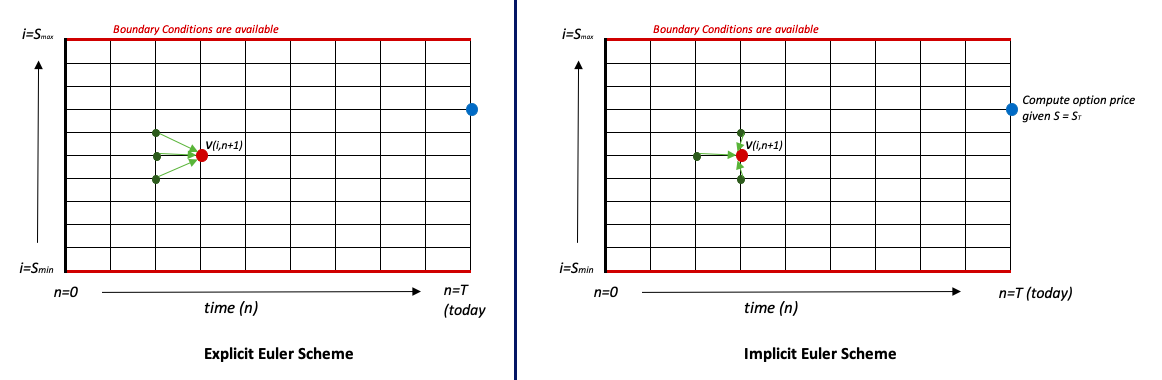 i=Smax
Boundary Conditions are available
V(i,n+1)
i=Smin
n=0
time (n)
n=T
(today
Explicit Euler Scheme
i=Smax
Boundary Conditions are available
V(i,n+1)
Compute option price
given S = ST
i=Smin
n=0
time (n)
n=T (today)
Implicit Euler Scheme